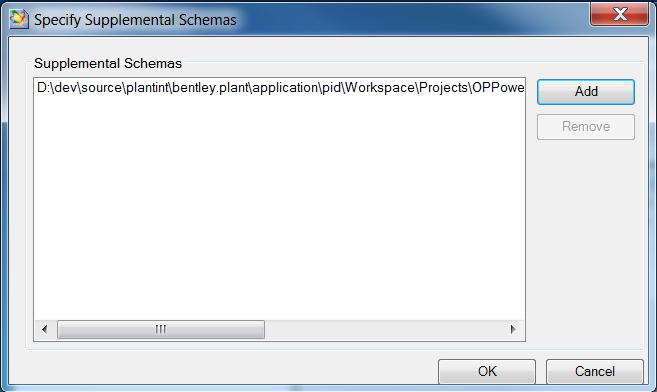 Specify Supplemental Schemas
Supplemental Schemas
D:\dev\source\plantint\bentley.plant\application\pid\Workspace\Projects\OPPowe
Add
Remove
OK
Cancel